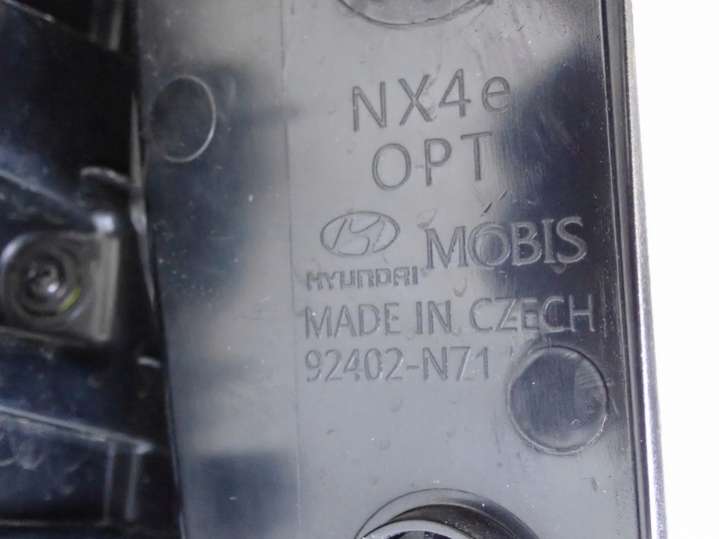 NX4e
OPT
HYUNDAI MOBIS
MADE IN CZECH
92402-N71